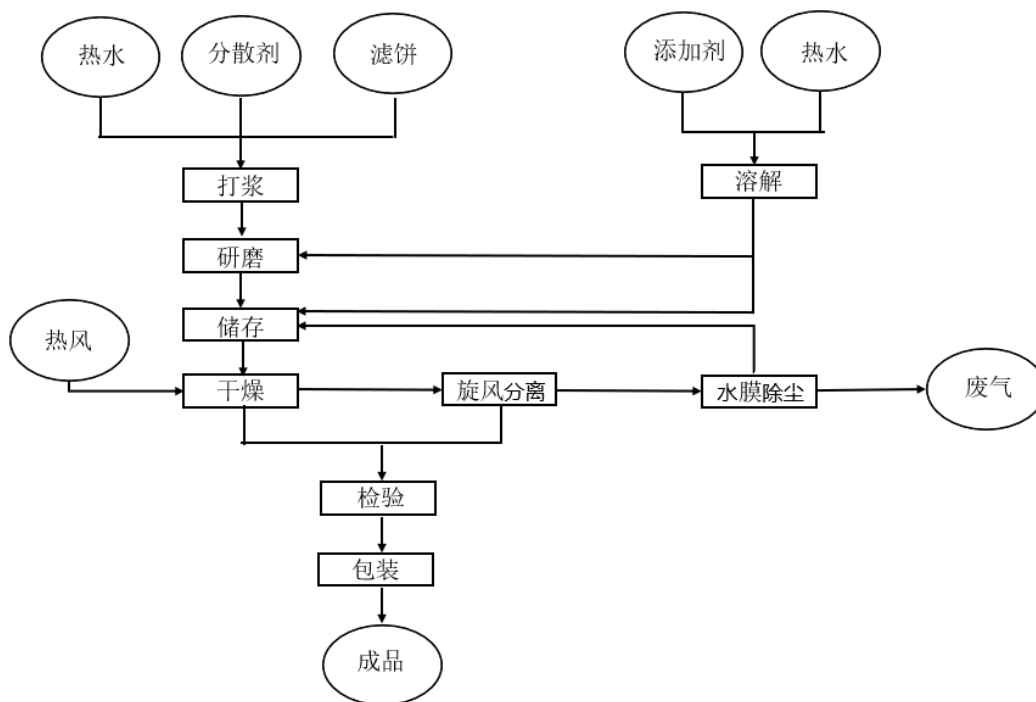 热水
分散剂
滤饼
添加剂
热水
打浆
溶解
研磨
储存
热风
干燥
旋风分离
水膜除尘
废气
检验
包装
成品